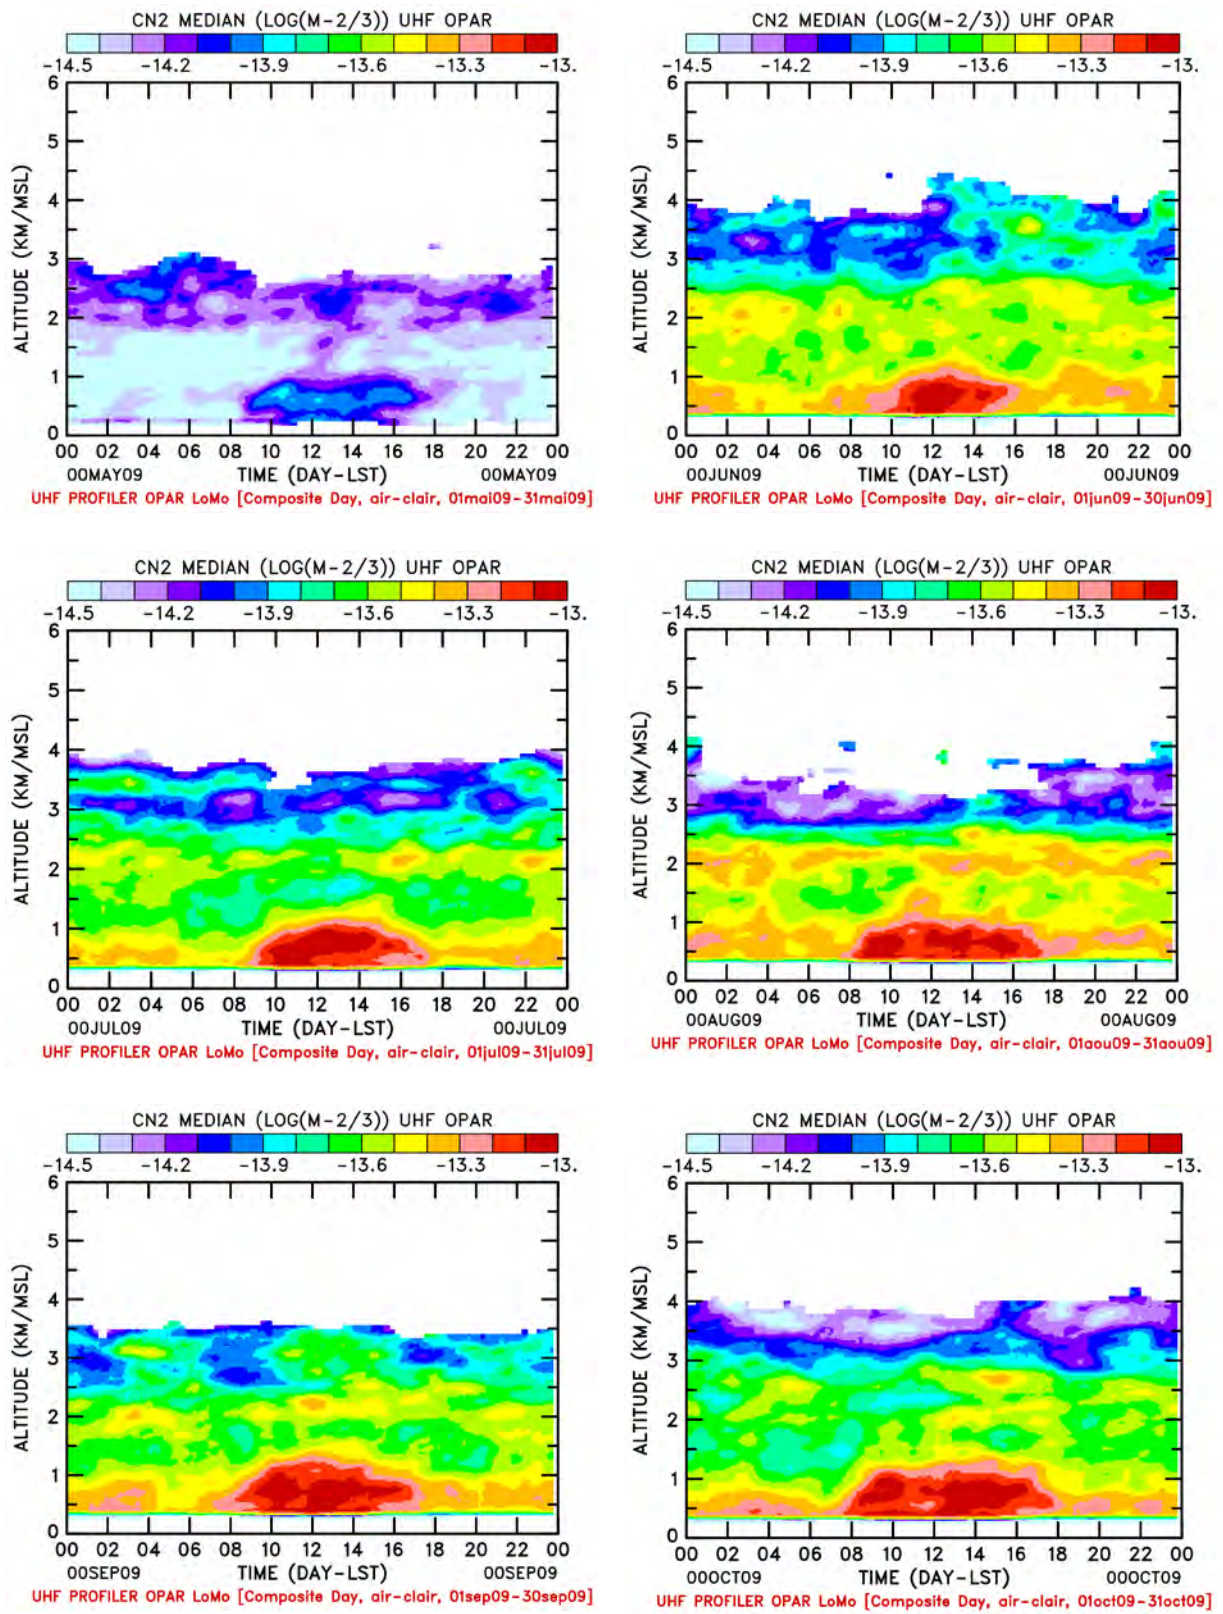 CN2 MEDIAN (LOG(M-2/3)) UHF OPAR
-14.5 -14.2 -13.9 -13.6 -13.3 -13.
6
5
4
3
2
1
0
ALTITUDE (KM/MSL)
00 02 04 06 08 10 12 14 16 18 20 22 00
00MAY09 TIME (DAY-LST) 00MAY09
UHF PROFILER OPAR LoMo [Composite Day, air-clair, 01mai09-31mai09]
CN2 MEDIAN (LOG(M-2/3)) UHF OPAR
-14.5 -14.2 -13.9 -13.6 -13.3 -13.
6
5
4
3
2
1
0
ALTITUDE (KM/MSL)
00 02 04 06 08 10 12 14 16 18 20 22 00
00JUN09 TIME (DAY-LST) 00JUN09
UHF PROFILER OPAR LoMo [Composite Day, air-clair, 01jun09-30jun09]
CN2 MEDIAN (LOG(M-2/3)) UHF OPAR
-14.5 -14.2 -13.9 -13.6 -13.3 -13.
6
5
4
3
2
1
0
ALTITUDE (KM/MSL)
00 02 04 06 08 10 12 14 16 18 20 22 00
00JUL09 TIME (DAY-LST) 00JUL09
UHF PROFILER OPAR LoMo [Composite Day, air-clair, 01jul09-31jul09]
CN2 MEDIAN (LOG(M-2/3)) UHF OPAR
-14.5 -14.2 -13.9 -13.6 -13.3 -13.
6
5
4
3
2
1
0
ALTITUDE (KM/MSL)
00 02 04 06 08 10 12 14 16 18 20 22 00
00AUG09 TIME (DAY-LST) 00AUG09
UHF PROFILER OPAR LoMo [Composite Day, air-clair, 01aou09-31aou09]
CN2 MEDIAN (LOG(M-2/3)) UHF OPAR
-14.5 -14.2 -13.9 -13.6 -13.3 -13.
6
5
4
3
2
1
0
ALTITUDE (KM/MSL)
00 02 04 06 08 10 12 14 16 18 20 22 00
00SEP09 TIME (DAY-LST) 00SEP09
UHF PROFILER OPAR LoMo [Composite Day, air-clair, 01sep09-30sep09]
CN2 MEDIAN (LOG(M-2/3)) UHF OPAR
-14.5 -14.2 -13.9 -13.6 -13.3 -13.
6
5
4
3
2
1
0
ALTITUDE (KM/MSL)
00 02 04 06 08 10 12 14 16 18 20 22 00
00OCT09 TIME (DAY-LST) 00OCT09
UHF PROFILER OPAR LoMo [Composite Day, air-clair, 01oct09-31oct09]